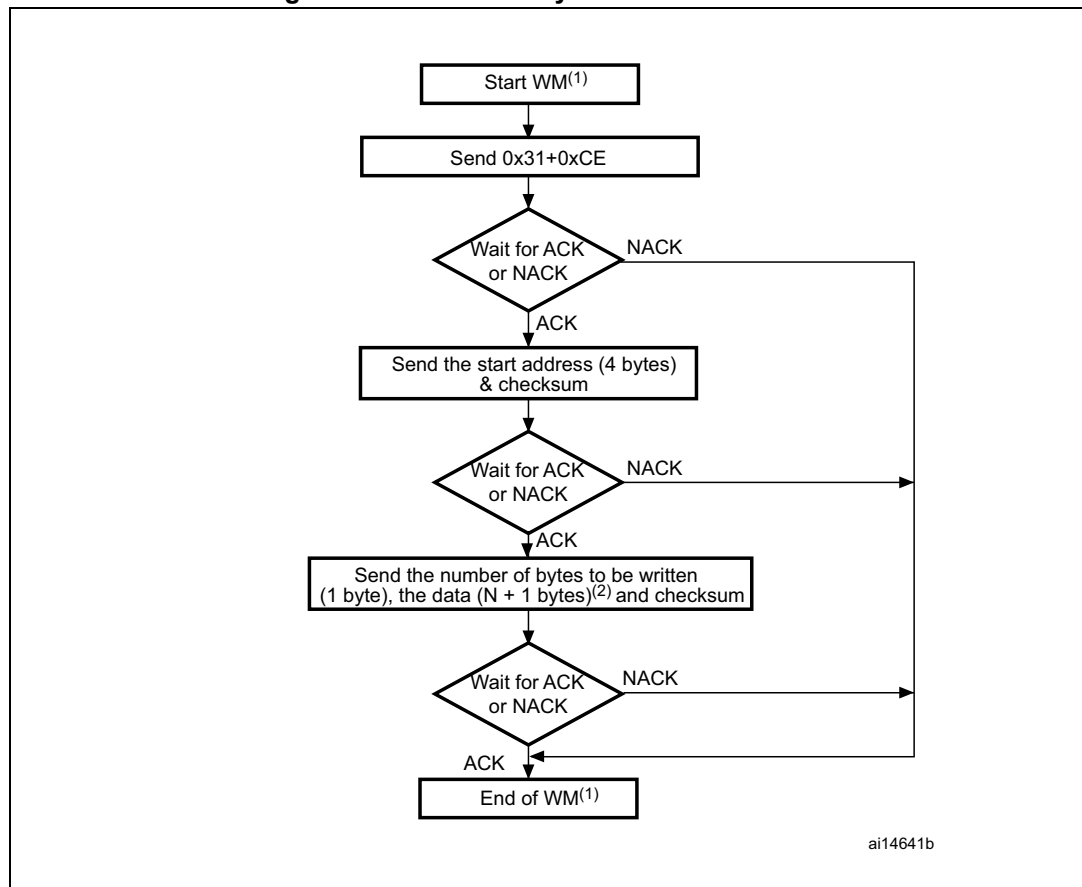 Start WM(1)
Send 0x31+0xCE
Wait for ACK
or NACK
NACK
ACK
Send the start address (4 bytes)
& checksum
Wait for ACK
or NACK
NACK
ACK
Send the number of bytes to be written
(1 byte), the data (N + 1 bytes)(2) and checksum
Wait for ACK
or NACK
NACK
ACK
End of WM(1)
ai14641b